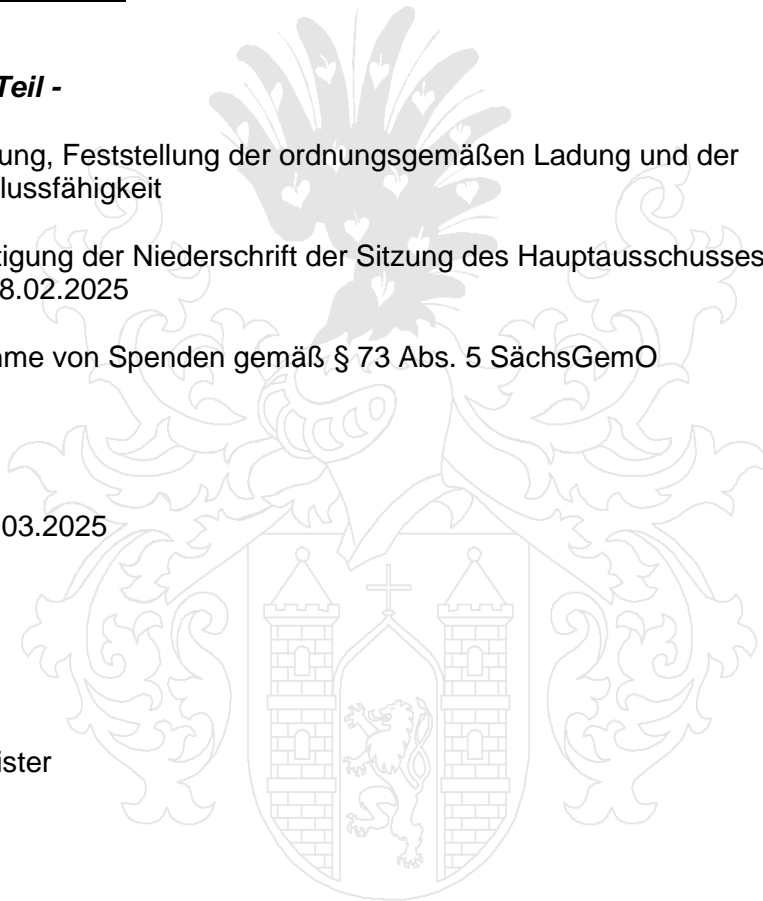 Teil -
ung, Feststellung der ordnungsgemäßen Ladung und der
lussfähigkeit
tigung der Niederschrift der Sitzung des Hauptausschusses
8.02.2025
hme von Spenden gemäß § 73 Abs. 5 SächsGemO
03.2025
ister